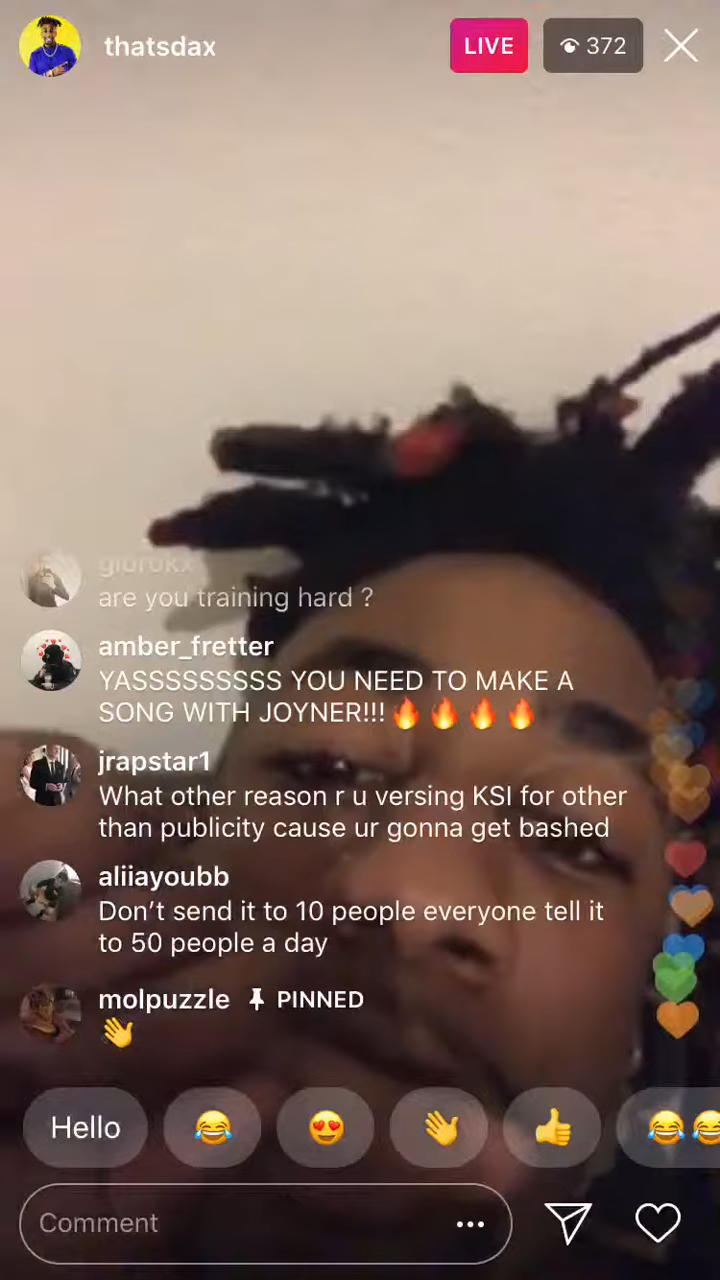 thatsdax
LIVE
372
are you training hard ?
amber_fretter
YASSSSSSSSS YOU NEED TO MAKE A
SONG WITH JOYNER!!!🔥🔥🔥🔥
jrapstar1
What other reason r u versing KSI for other
than publicity cause ur gonna get bashed
aliiayoubb
Don't send it to 10 people everyone tell it
to 50 people a day
molpuzzle PINNED
👋
Hello 😂 😍 👋 👍 😂😂
Comment